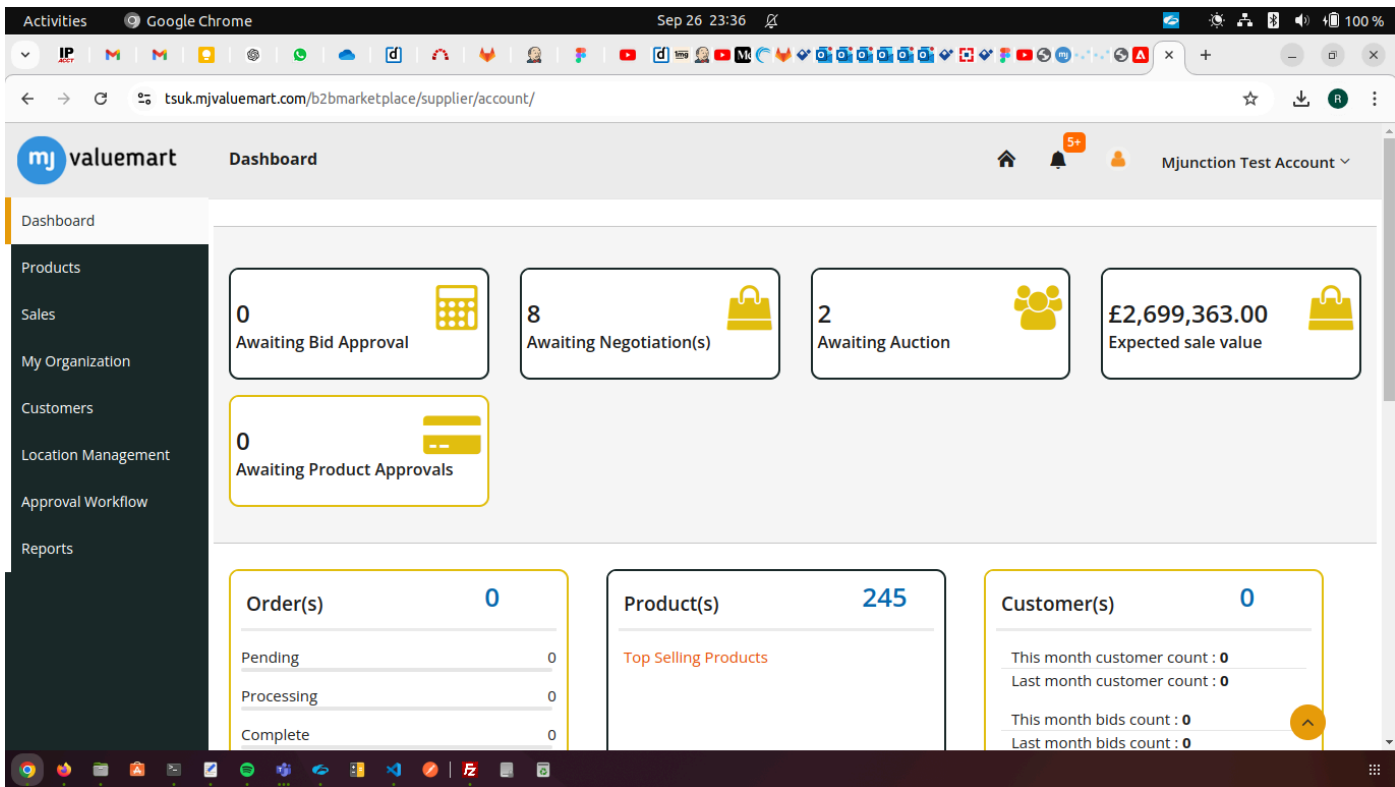 Activities Google Chrome Sep 26 23:36 100 %
IP
ACCT
tsuk.mjvaluemart.com/b2bmarketplace/supplier/account/ R
mj valuemart Dashboard 5+ Mjunction Test Account
Dashboard
Products
Sales
My Organization
Customers
Location Management
Approval Workflow
Reports
0
Awaiting Bid Approval
8
Awaiting Negotiation(s)
2
Awaiting Auction
£2,699,363.00
Expected sale value
0
Awaiting Product Approvals
Order(s) 0
Pending 0
Processing 0
Complete 0
Product(s) 245
Top Selling Products
Customer(s) 0
This month customer count : 0
Last month customer count : 0
This month bids count : 0
Last month bids count : 0